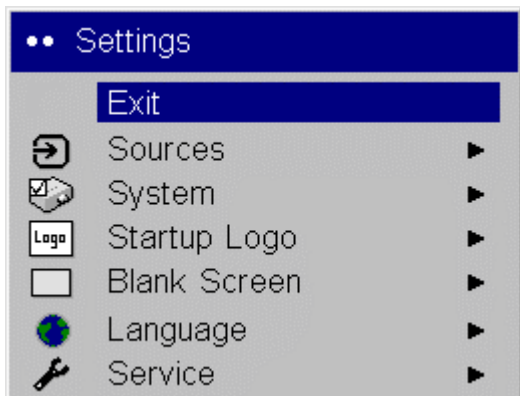 Settings
Exit
Sources
System
Logo Startup Logo
Blank Screen
Language
Service